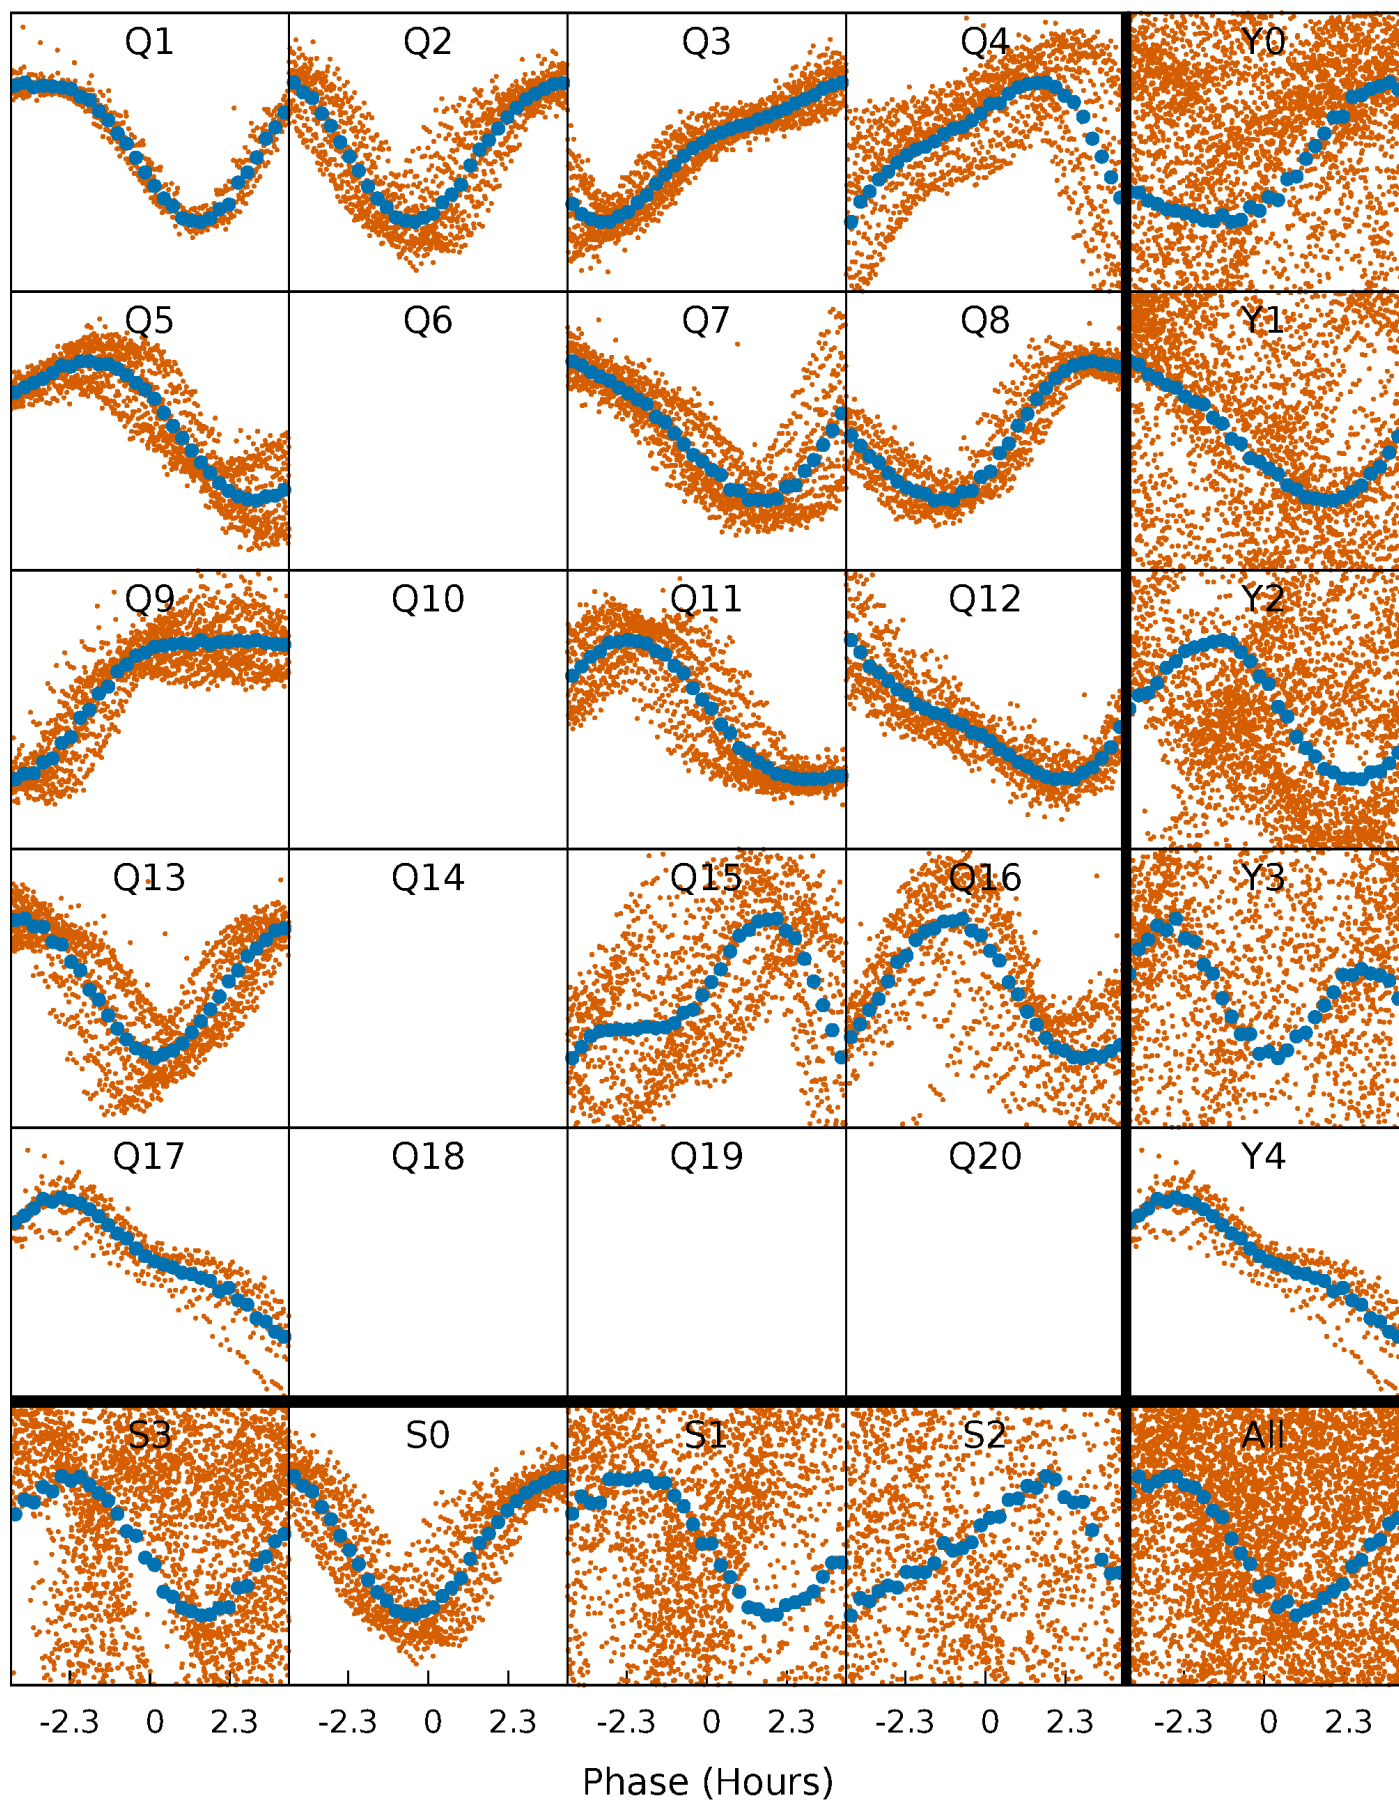 Q1 Q2 Q3 Q4 Y0
Q5 Q6 Q7 Q8 Y1
Q9 Q10 Q11 Q12 Y2
Q13 Q14 Q15 Q16 Y3
Q17 Q18 Q19 Q20 Y4
S3 S0 S1 S2 All
-2.3 0 2.3 -2.3 0 2.3 -2.3 0 2.3 -2.3 0 2.3 -2.3 0 2.3
Phase (Hours)